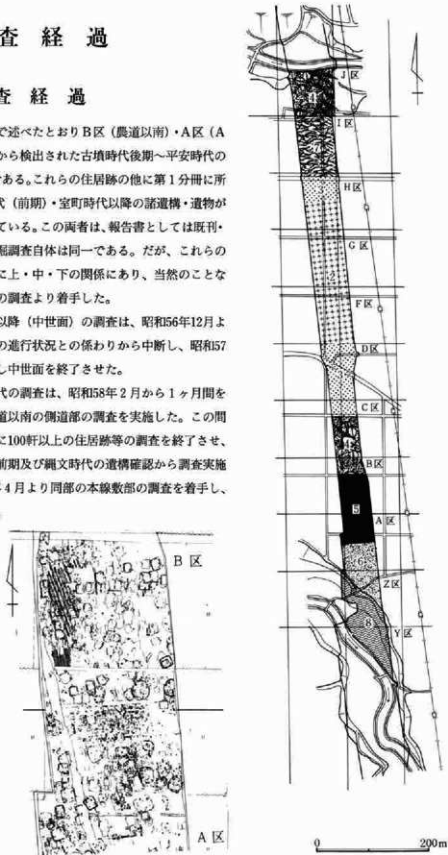 査経過
査経過
で述べたとおりB区（農道以南）・A区（A
から検出された古墳時代後期～平安時代の
である。これらの住居跡の他に第1分冊に所
代（前期）・室町時代以降の諸遺構・遺物が
ている。この両者は、報告書としては既刊・
掘調査自体は同一である。だが、これらの
に上・中・下の関係にあり、当然のことな
の調査より着手した。
以降（中世面）の調査は、昭和56年12月よ
の進行状況との係わりから中断し、昭和57
し中世面を終了させた。
代の調査は、昭和58年2月から1ヶ月間を
道以南の側道部の調査を実施した。この間
に100軒以上の住居跡等の調査を終了させ、
前期及び縄文時代の遺構確認から調査実施
年4月より同部の本線敷部の調査を着手し、
B区
A区
J区
I区
7
H区
G区
2
F区
D区
C区
4
B区
5
A区
6
Z区
8
Y区
0 200m